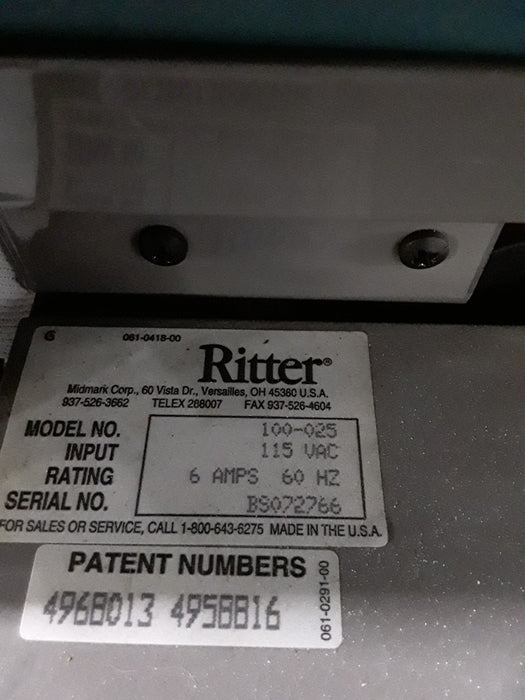 061-0418-00
Ritter®
Midmark Corp., 60 Vista Dr., Versailles, OH 45380 U.S.A.
937-526-3662 TELEX 288007 FAX 937-526-4604
MODEL NO. 100-025
INPUT 115 VAC
RATING 6 AMPS 60 HZ
SERIAL NO. BS072766
FOR SALES OR SERVICE, CALL 1-800-643-6275 MADE IN THE U.S.A.
PATENT NUMBERS
4968013 4958816
061-0291-00